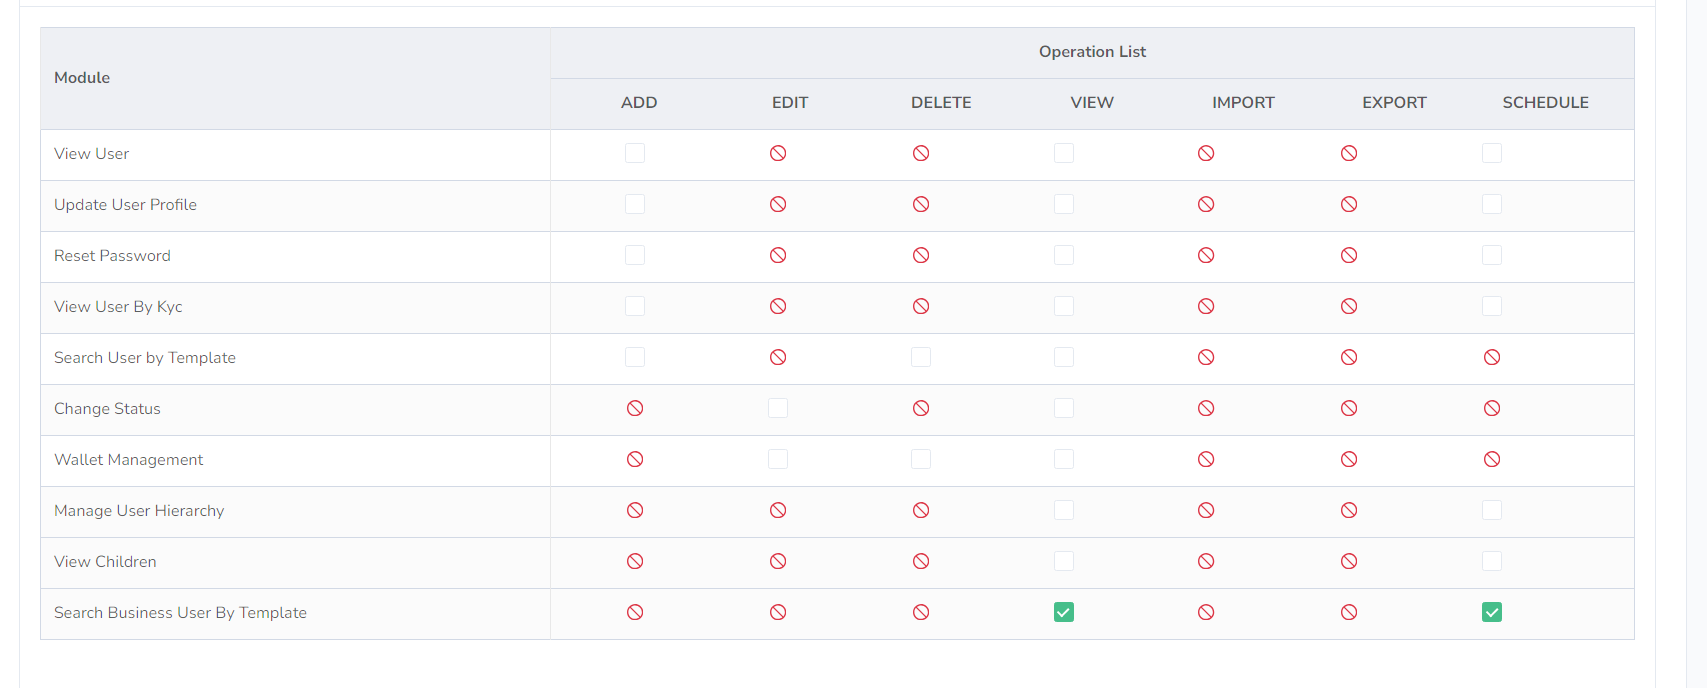 Operation List
Module
ADD EDIT DELETE VIEW IMPORT EXPORT SCHEDULE
View User
Update User Profile
Reset Password
View User By Kyc
Search User by Template
Change Status
Wallet Management
Manage User Hierarchy
View Children
Search Business User By Template